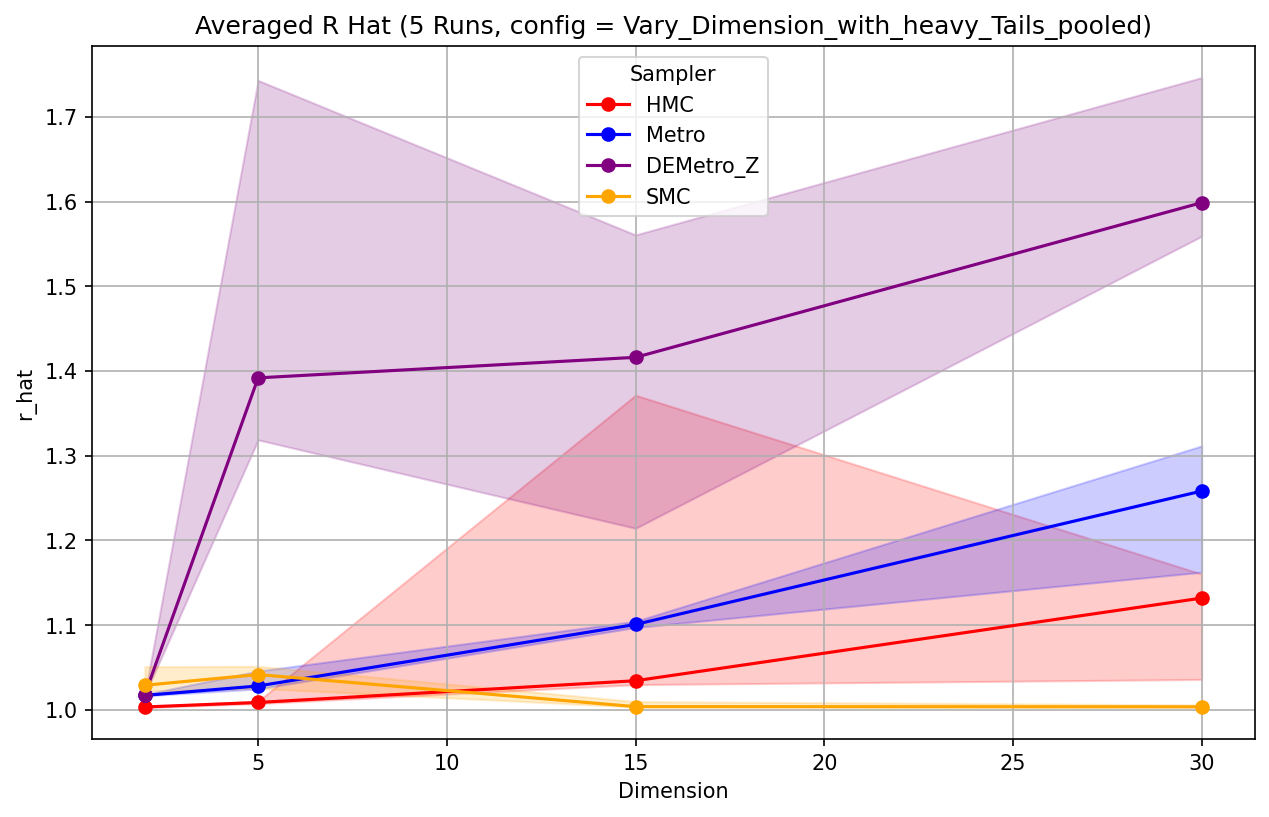 Averaged R Hat (5 Runs, config = Vary_Dimension_with_heavy_Tails_pooled)
Sampler
HMC
Metro
DEMetro_Z
SMC
r_hat
1.7
1.6
1.5
1.4
1.3
1.2
1.1
1.0
5
10
15
20
25
30
Dimension